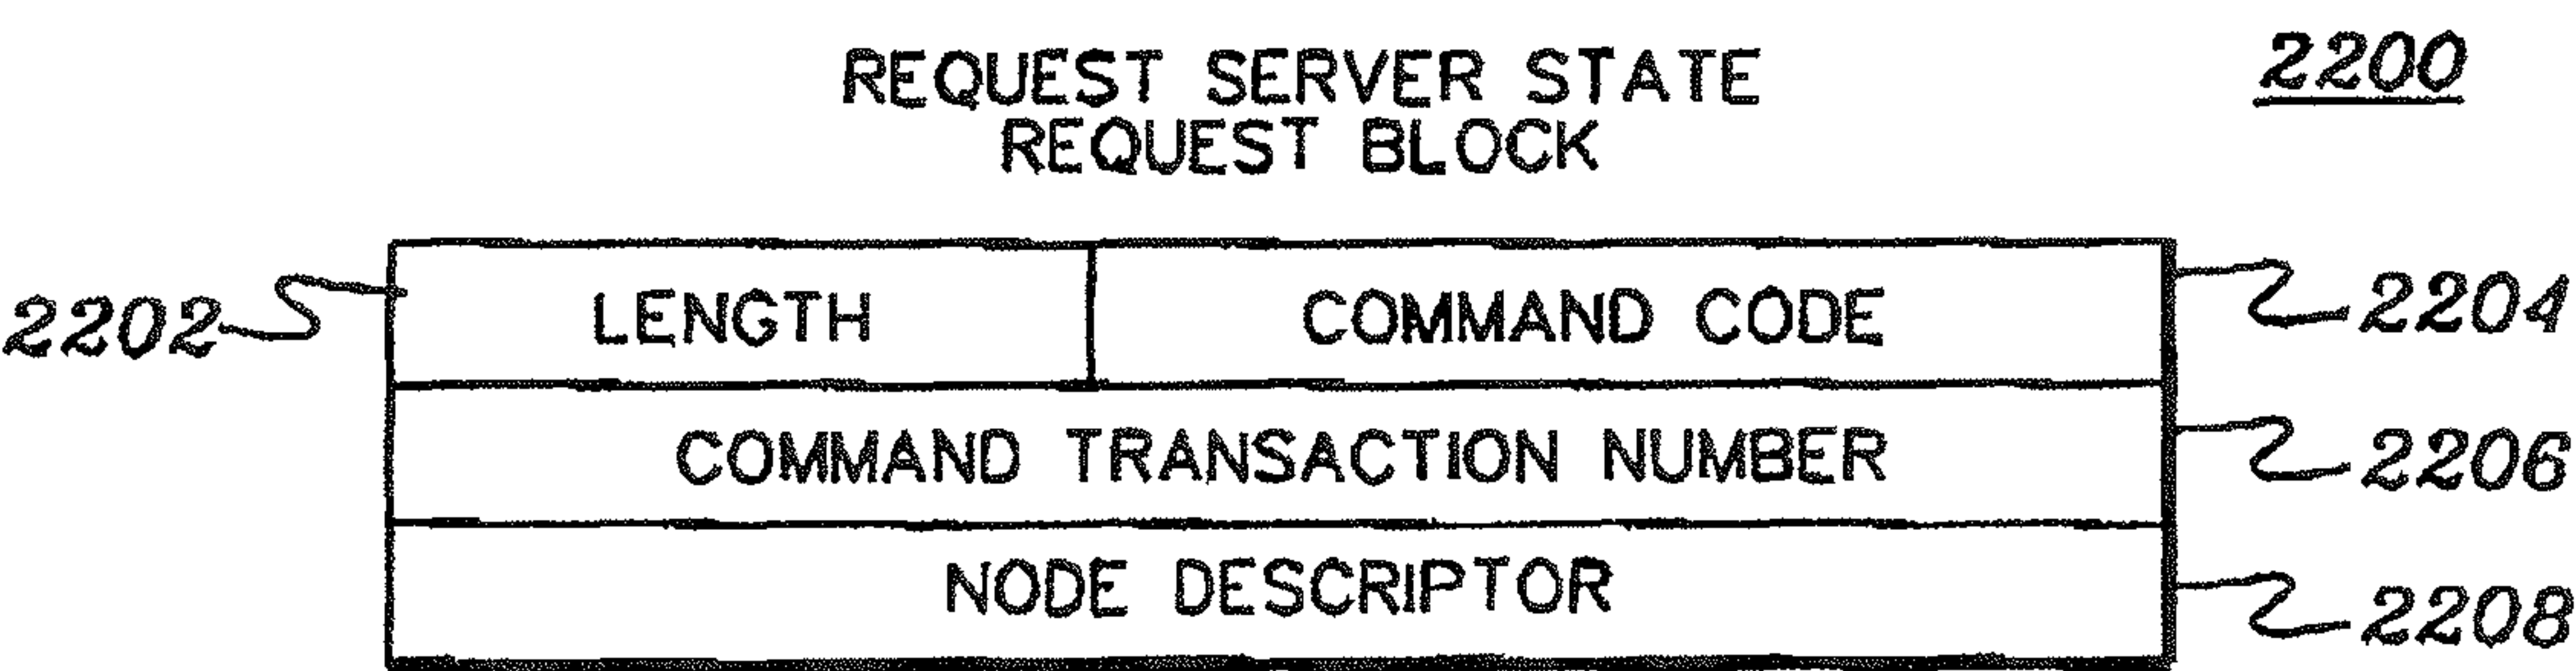 REQUEST SERVER STATE 2200
REQUEST BLOCK
2202 LENGTH COMMAND CODE 2204
COMMAND TRANSACTION NUMBER 2206
NODE DESCRIPTOR 2208